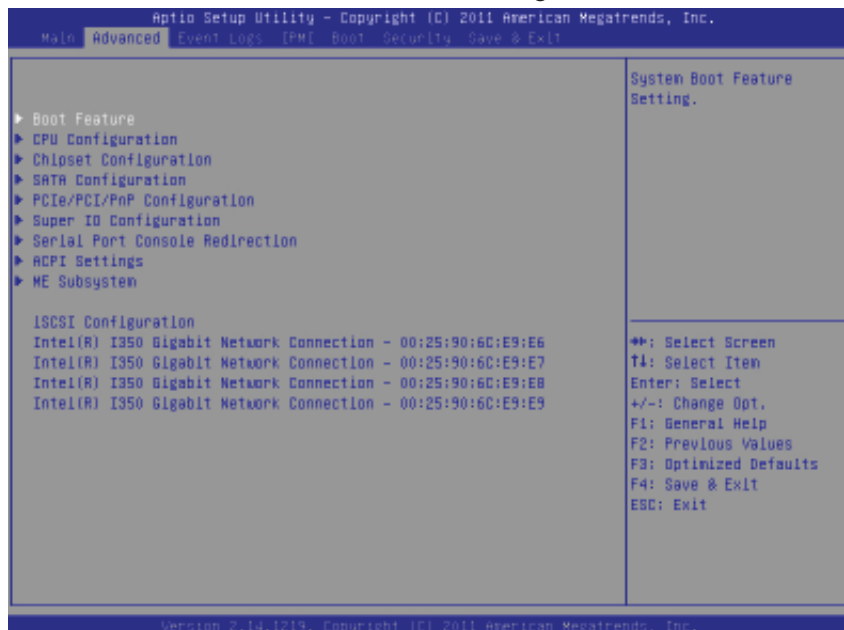 Aptio Setup Utility - Copyright (C) 2011 American Megatrends, Inc.
Main Advanced Event Logs IPMI Boot Security Save & Exit
Boot Feature
CPU Configuration
Chipset Configuration
SATA Configuration
PCIe/PCI/PnP Configuration
Super IO Configuration
Serial Port Console Redirection
ACPI Settings
ME Subsystem
iSCSI Configuration
Intel(R) I350 Gigabit Network Connection - 00:25:90:6C:E9:E6
Intel(R) I350 Gigabit Network Connection - 00:25:90:6C:E9:E7
Intel(R) I350 Gigabit Network Connection - 00:25:90:6C:E9:E8
Intel(R) I350 Gigabit Network Connection - 00:25:90:6C:E9:E9
System Boot Feature
Setting.
→←: Select Screen
↑↓: Select Item
Enter: Select
+/-: Change Opt.
F1: General Help
F2: Previous Values
F3: Optimized Defaults
F4: Save & Exit
ESC: Exit
Version 2.14.1219. Copyright (C) 2011 American Megatrends, Inc.